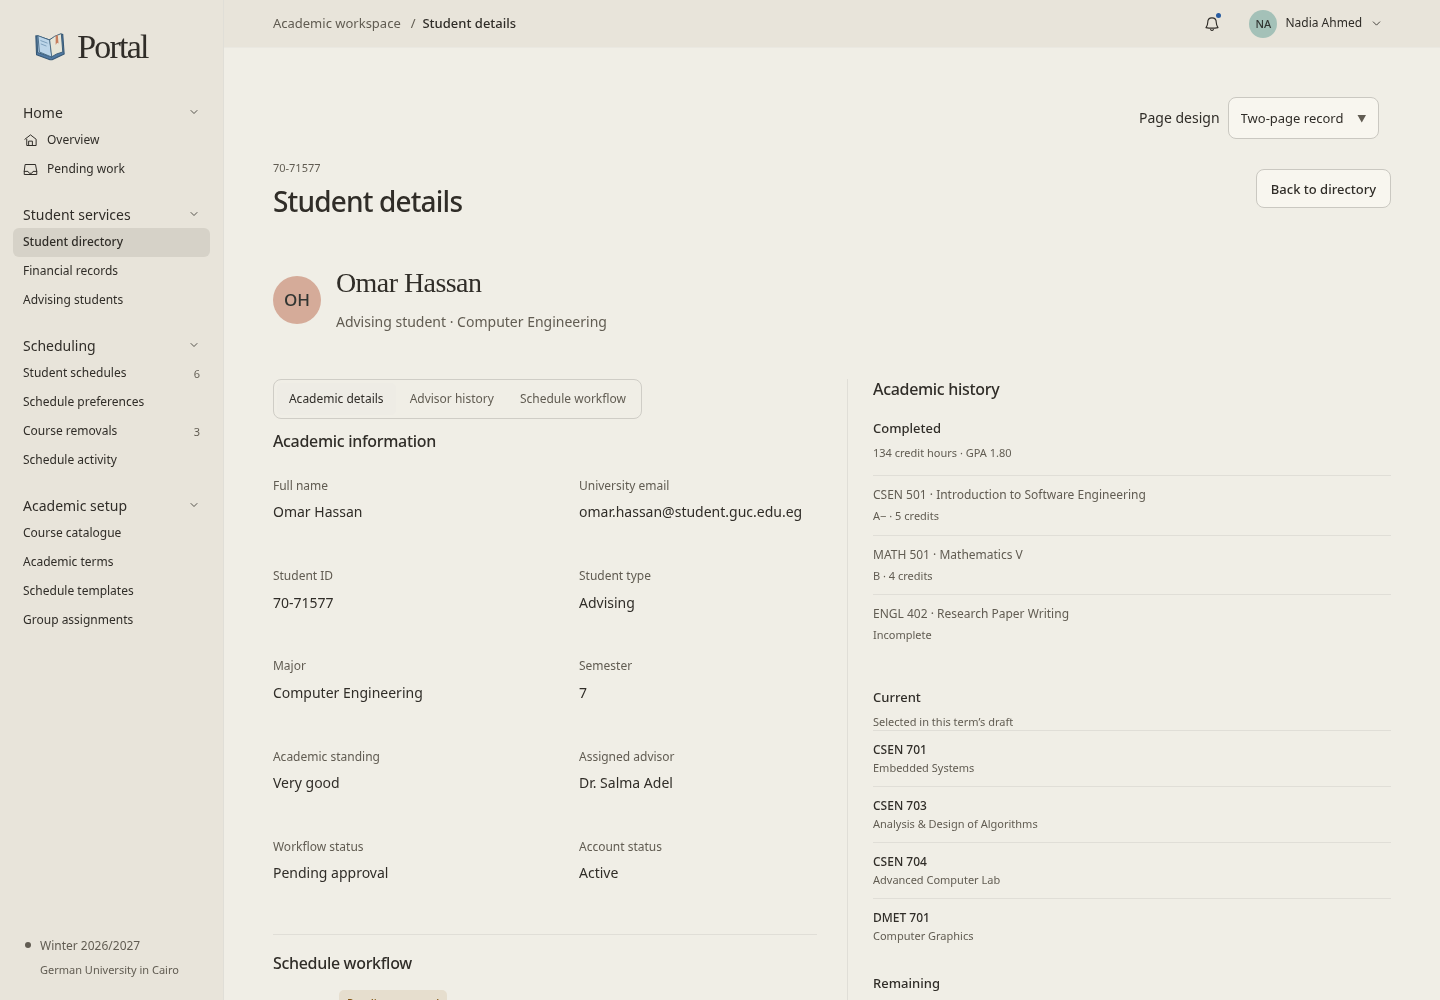 Portal
Home
Overview
Pending work
Student services
Student directory
Financial records
Advising students
Scheduling
Student schedules 6
Schedule preferences
Course removals 3
Schedule activity
Academic setup
Course catalogue
Academic terms
Schedule templates
Group assignments
Winter 2026/2027
German University in Cairo
Academic workspace / Student details
NA Nadia Ahmed
Page design Two-page record
70-71577
Student details
Back to directory
OH
Omar Hassan
Advising student · Computer Engineering
Academic details Advisor history Schedule workflow
Academic information
Full name
Omar Hassan
University email
omar.hassan@student.guc.edu.eg
Student ID
70-71577
Student type
Advising
Major
Computer Engineering
Semester
7
Academic standing
Very good
Assigned advisor
Dr. Salma Adel
Workflow status
Pending approval
Account status
Active
Schedule workflow
Academic history
Completed
134 credit hours · GPA 1.80
CSEN 501 · Introduction to Software Engineering
A− · 5 credits
MATH 501 · Mathematics V
B · 4 credits
ENGL 402 · Research Paper Writing
Incomplete
Current
Selected in this term’s draft
CSEN 701
Embedded Systems
CSEN 703
Analysis & Design of Algorithms
CSEN 704
Advanced Computer Lab
DMET 701
Computer Graphics
Remaining